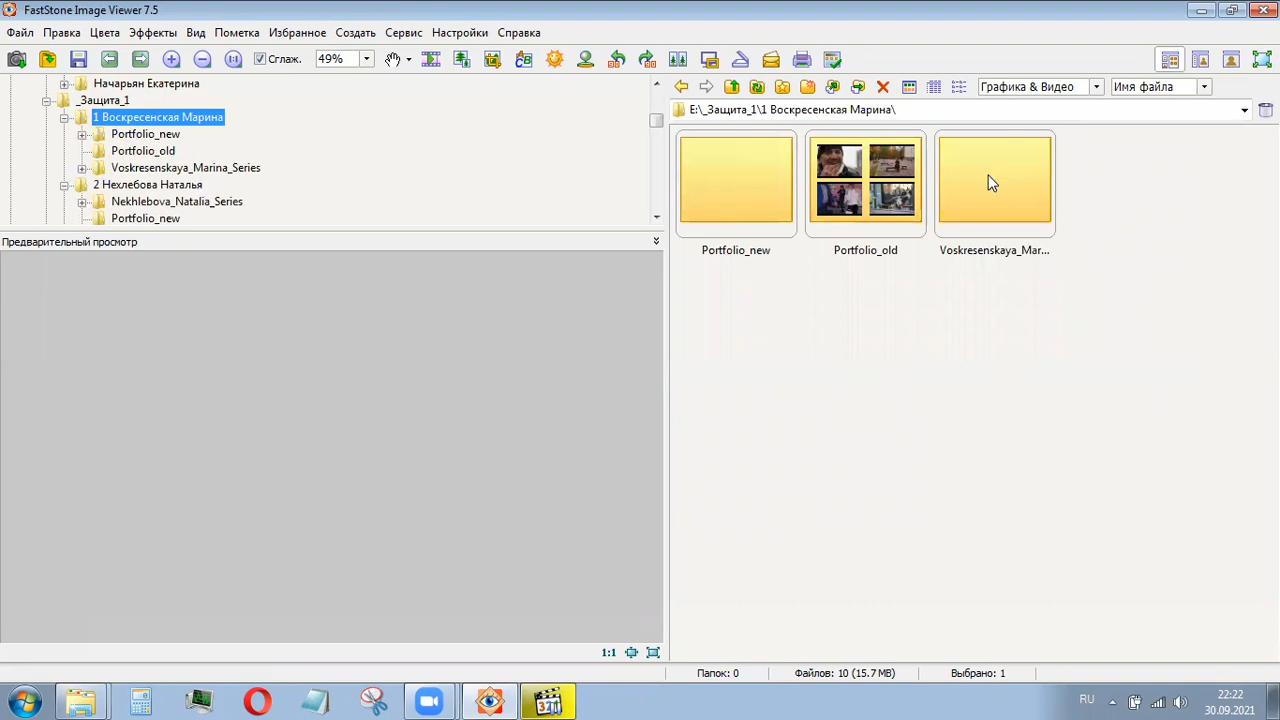 FastStone Image Viewer 7.5
Файл Правка Цвета Эффекты Вид Пометка Избранное Создать Сервис Настройки Справка
Сглаж. 49% Графика & Видео Имя файла
E:\_Защита_1\1 Воскресенская Марина\
Начарьян Екатерина
_Защита_1
1 Воскресенская Марина
Portfolio_new
Portfolio_old
Voskresenskaya_Marina_Series
2 Нехлебова Наталья
Nekhlebova_Natalia_Series
Portfolio_new
Предварительный просмотр
Portfolio_new Portfolio_old Voskresenskaya_Mar...
1:1
Папок: 0 Файлов: 10 (15.7 MB) Выбрано: 1
RU
22:22
30.09.2021